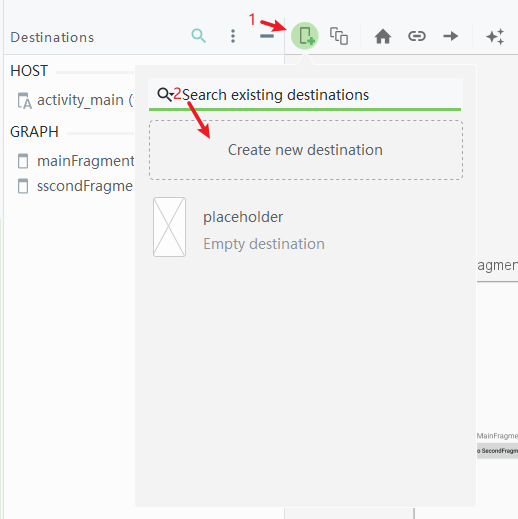 1
Destinations
HOST
activity_main (
GRAPH
mainFragment
sscondFragme
2
Search existing destinations
Create new destination
placeholder
Empty destination
agmen
MainFragme
o SecondFragm